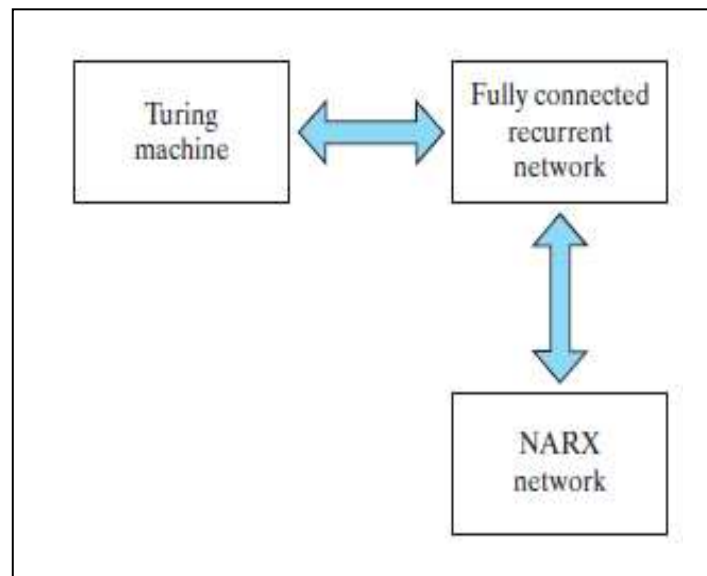 Turing
machine
Fully connected
recurrent
network
NARX
network